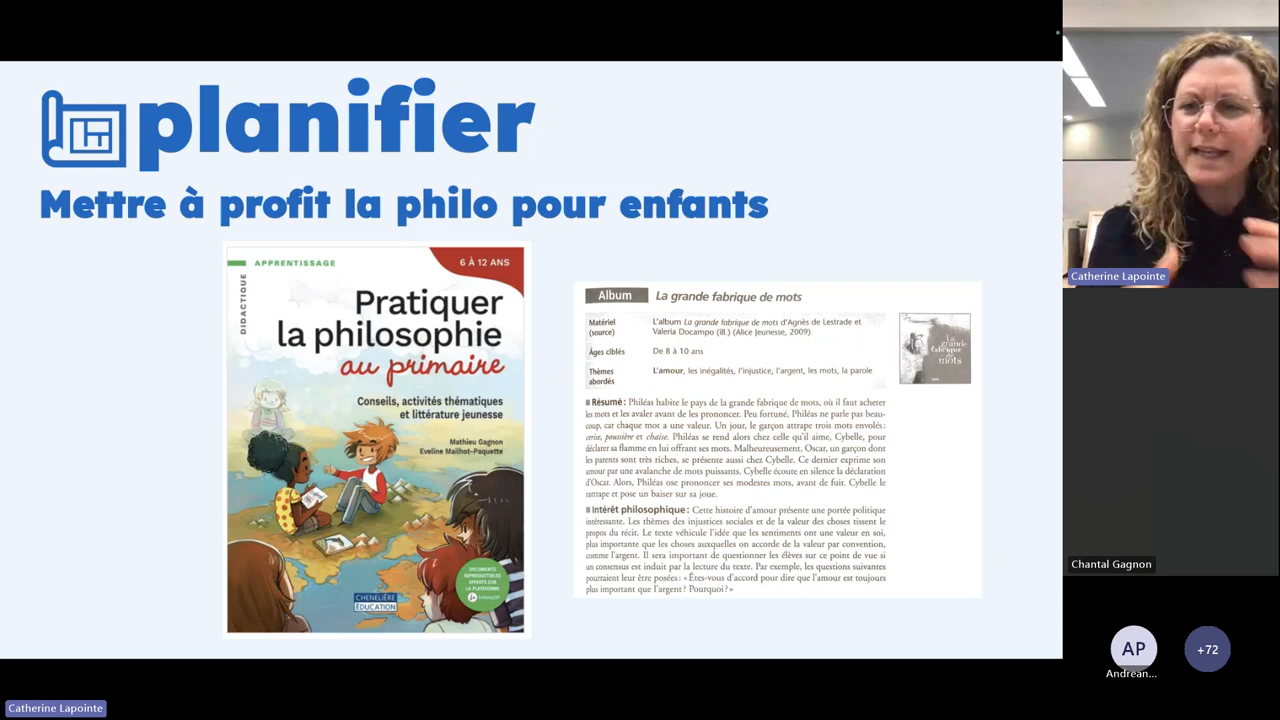 planifier
Mettre à profit la philo pour enfants
APPRENTISSAGE
6 À 12 ANS
DIDACTIQUE
Pratiquer
la philosophie
au primaire
Conseils, activités thématiques
et littérature jeunesse
Mathieu Gagnon
Eveline Mailhot-Paquette
DOCUMENTS
REPRODUCTIBLES
OFFERTS SUR
LA PLATEFORME
i+ Interactif
CHENELIÈRE
ÉDUCATION
Album La grande fabrique de mots
Matériel (source) L'album La grande fabrique de mots d'Agnès de Lestrade et
Valeria Docampo (ill.) (Alice Jeunesse, 2009)
Âges ciblés De 8 à 10 ans
Thèmes abordés L'amour, les inégalités, l'injustice, l'argent, les mots, la parole
La
grande
fabrique
de
mots
Résumé : Philéas habite le pays de la grande fabrique de mots, où il faut acheter
les mots et les avaler avant de les prononcer. Peu fortuné, Philéas ne parle pas beau-
coup, car chaque mot a une valeur. Un jour, le garçon attrape trois mots envolés :
cerise, poussière et chaise. Philéas se rend alors chez celle qu'il aime, Cybelle, pour
déclarer sa flamme en lui offrant ses mots. Malheureusement, Oscar, un garçon dont
les parents sont très riches, se présente aussi chez Cybelle. Ce dernier exprime son
amour par une avalanche de mots puissants. Cybelle écoute en silence la déclaration
d'Oscar. Alors, Philéas ose prononcer ses modestes mots, avant de fuir. Cybelle le
rattrape et pose un baiser sur sa joue.
Intérêt philosophique : Cette histoire d'amour présente une portée politique
intéressante. Les thèmes des injustices sociales et de la valeur des choses tissent le
propos du récit. Le texte véhicule l'idée que les sentiments ont une valeur en soi,
plus importante que les choses auxquelles on accorde de la valeur par convention,
comme l'argent. Il sera important de questionner les élèves sur ce point de vue si
un consensus est induit par la lecture du texte. Par exemple, les questions suivantes
pourraient leur être posées : « Êtes-vous d'accord pour dire que l'amour est toujours
plus important que l'argent ? Pourquoi ? »
Catherine Lapointe
Chantal Gagnon
AP
+72
Andréan...
Catherine Lapointe